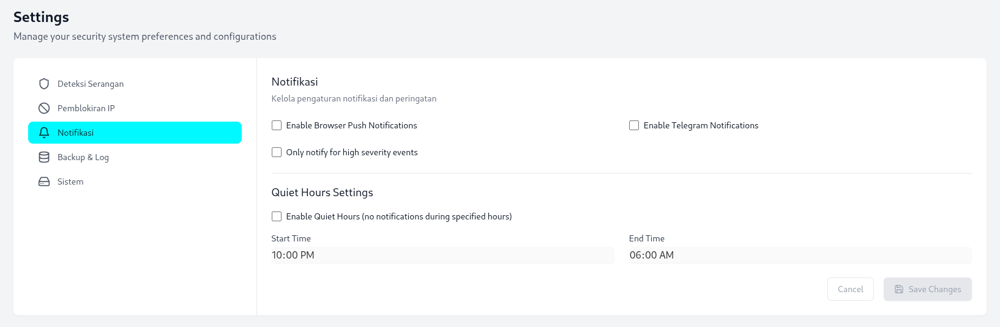 Settings
Manage your security system preferences and configurations
Deteksi Serangan
Pemblokiran IP
Notifikasi
Backup & Log
Sistem
Notifikasi
Kelola pengaturan notifikasi dan peringatan
Enable Browser Push Notifications
Enable Telegram Notifications
Only notify for high severity events
Quiet Hours Settings
Enable Quiet Hours (no notifications during specified hours)
Start Time
End Time
10:00 PM
06:00 AM
Cancel
Save Changes